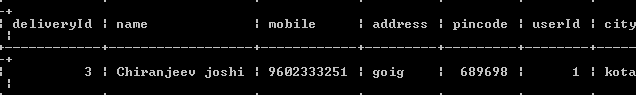 deliveryId | name | mobile | address | pincode | userId | city
3 | Chiranjeev joshi | 9602333251 | goig | 689698 | 1 | kota